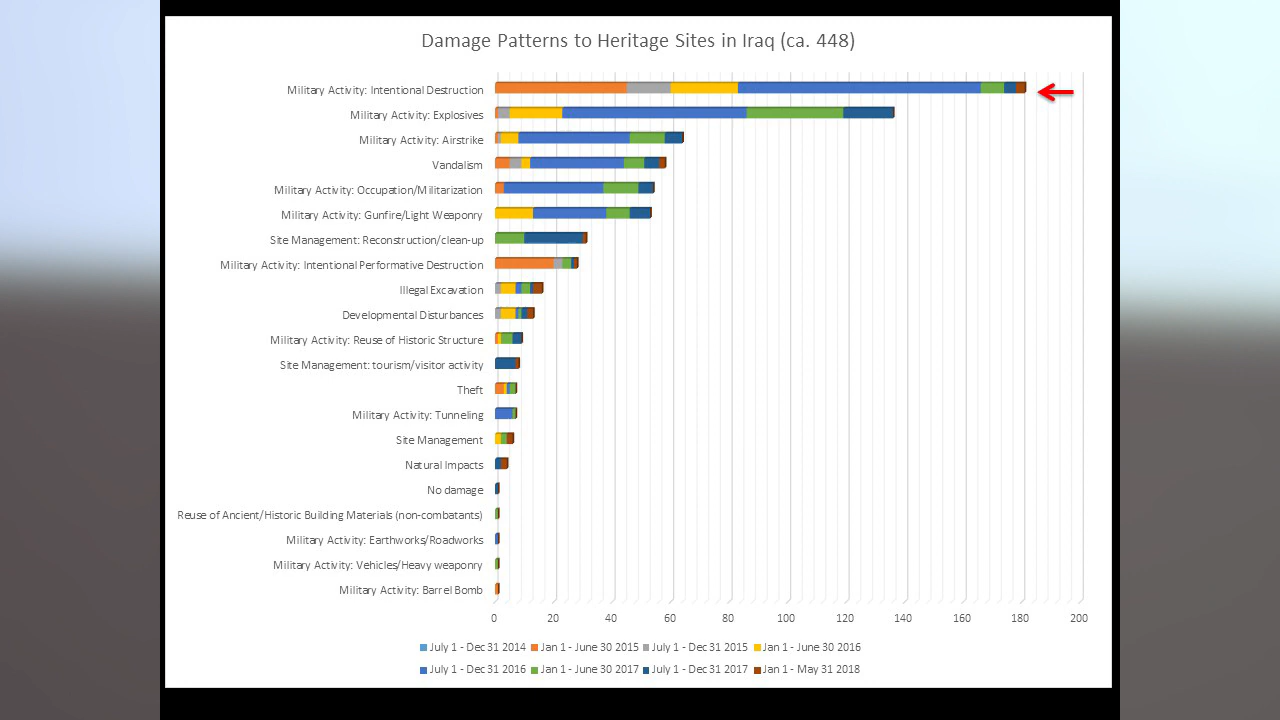 Damage Patterns to Heritage Sites in Iraq (ca. 448)
Military Activity: Intentional Destruction
Military Activity: Explosives
Military Activity: Airstrike
Vandalism
Military Activity: Occupation/Militarization
Military Activity: Gunfire/Light Weaponry
Site Management: Reconstruction/clean-up
Military Activity: Intentional Performative Destruction
Illegal Excavation
Developmental Disturbances
Military Activity: Reuse of Historic Structure
Site Management: tourism/visitor activity
Theft
Military Activity: Tunneling
Site Management
Natural Impacts
No damage
Reuse of Ancient/Historic Building Materials (non-combatants)
Military Activity: Earthworks/Roadworks
Military Activity: Vehicles/Heavy weaponry
Military Activity: Barrel Bomb
0 20 40 60 80 100 120 140 160 180 200
July 1 - Dec 31 2014 Jan 1 - June 30 2015 July 1 - Dec 31 2015 Jan 1 - June 30 2016
July 1 - Dec 31 2016 Jan 1 - June 30 2017 July 1 - Dec 31 2017 Jan 1 - May 31 2018